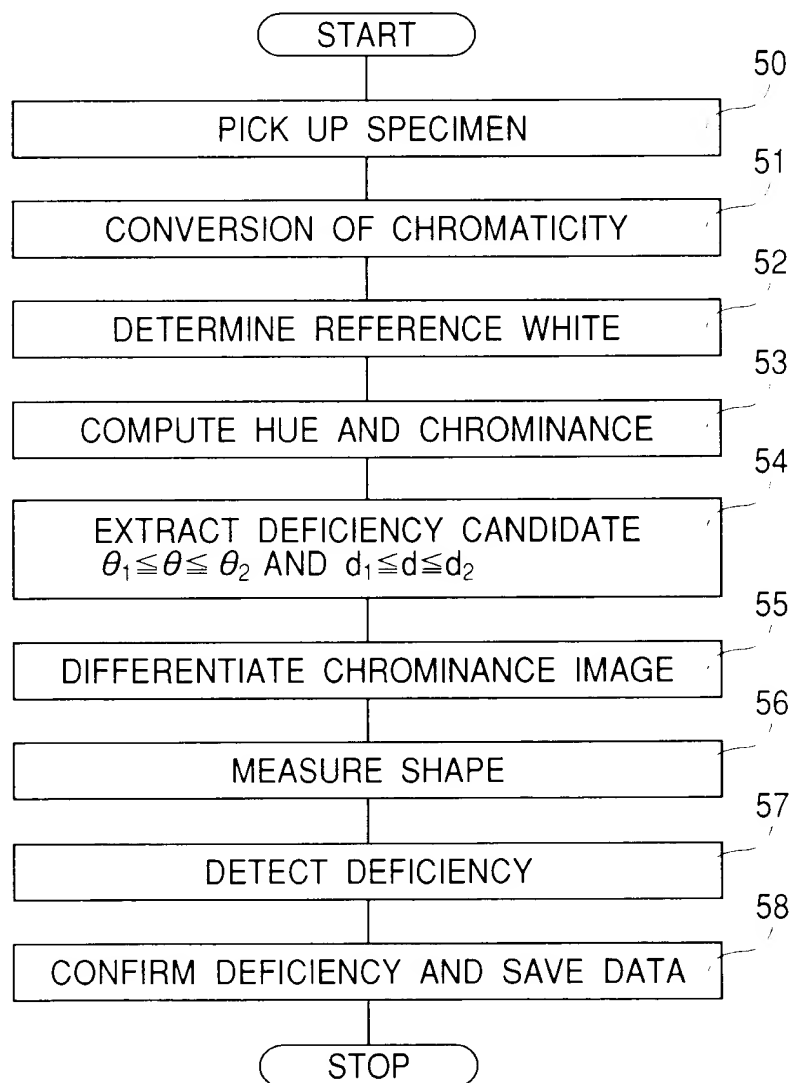 START
50
PICK UP SPECIMEN
51
CONVERSION OF CHROMATICITY
52
DETERMINE REFERENCE WHITE
53
COMPUTE HUE AND CHROMINANCE
54
EXTRACT DEFICIENCY CANDIDATE
θ₁≦θ≦θ₂ AND d₁≦d≦d₂
55
DIFFERENTIATE CHROMINANCE IMAGE
56
MEASURE SHAPE
57
DETECT DEFICIENCY
58
CONFIRM DEFICIENCY AND SAVE DATA
STOP